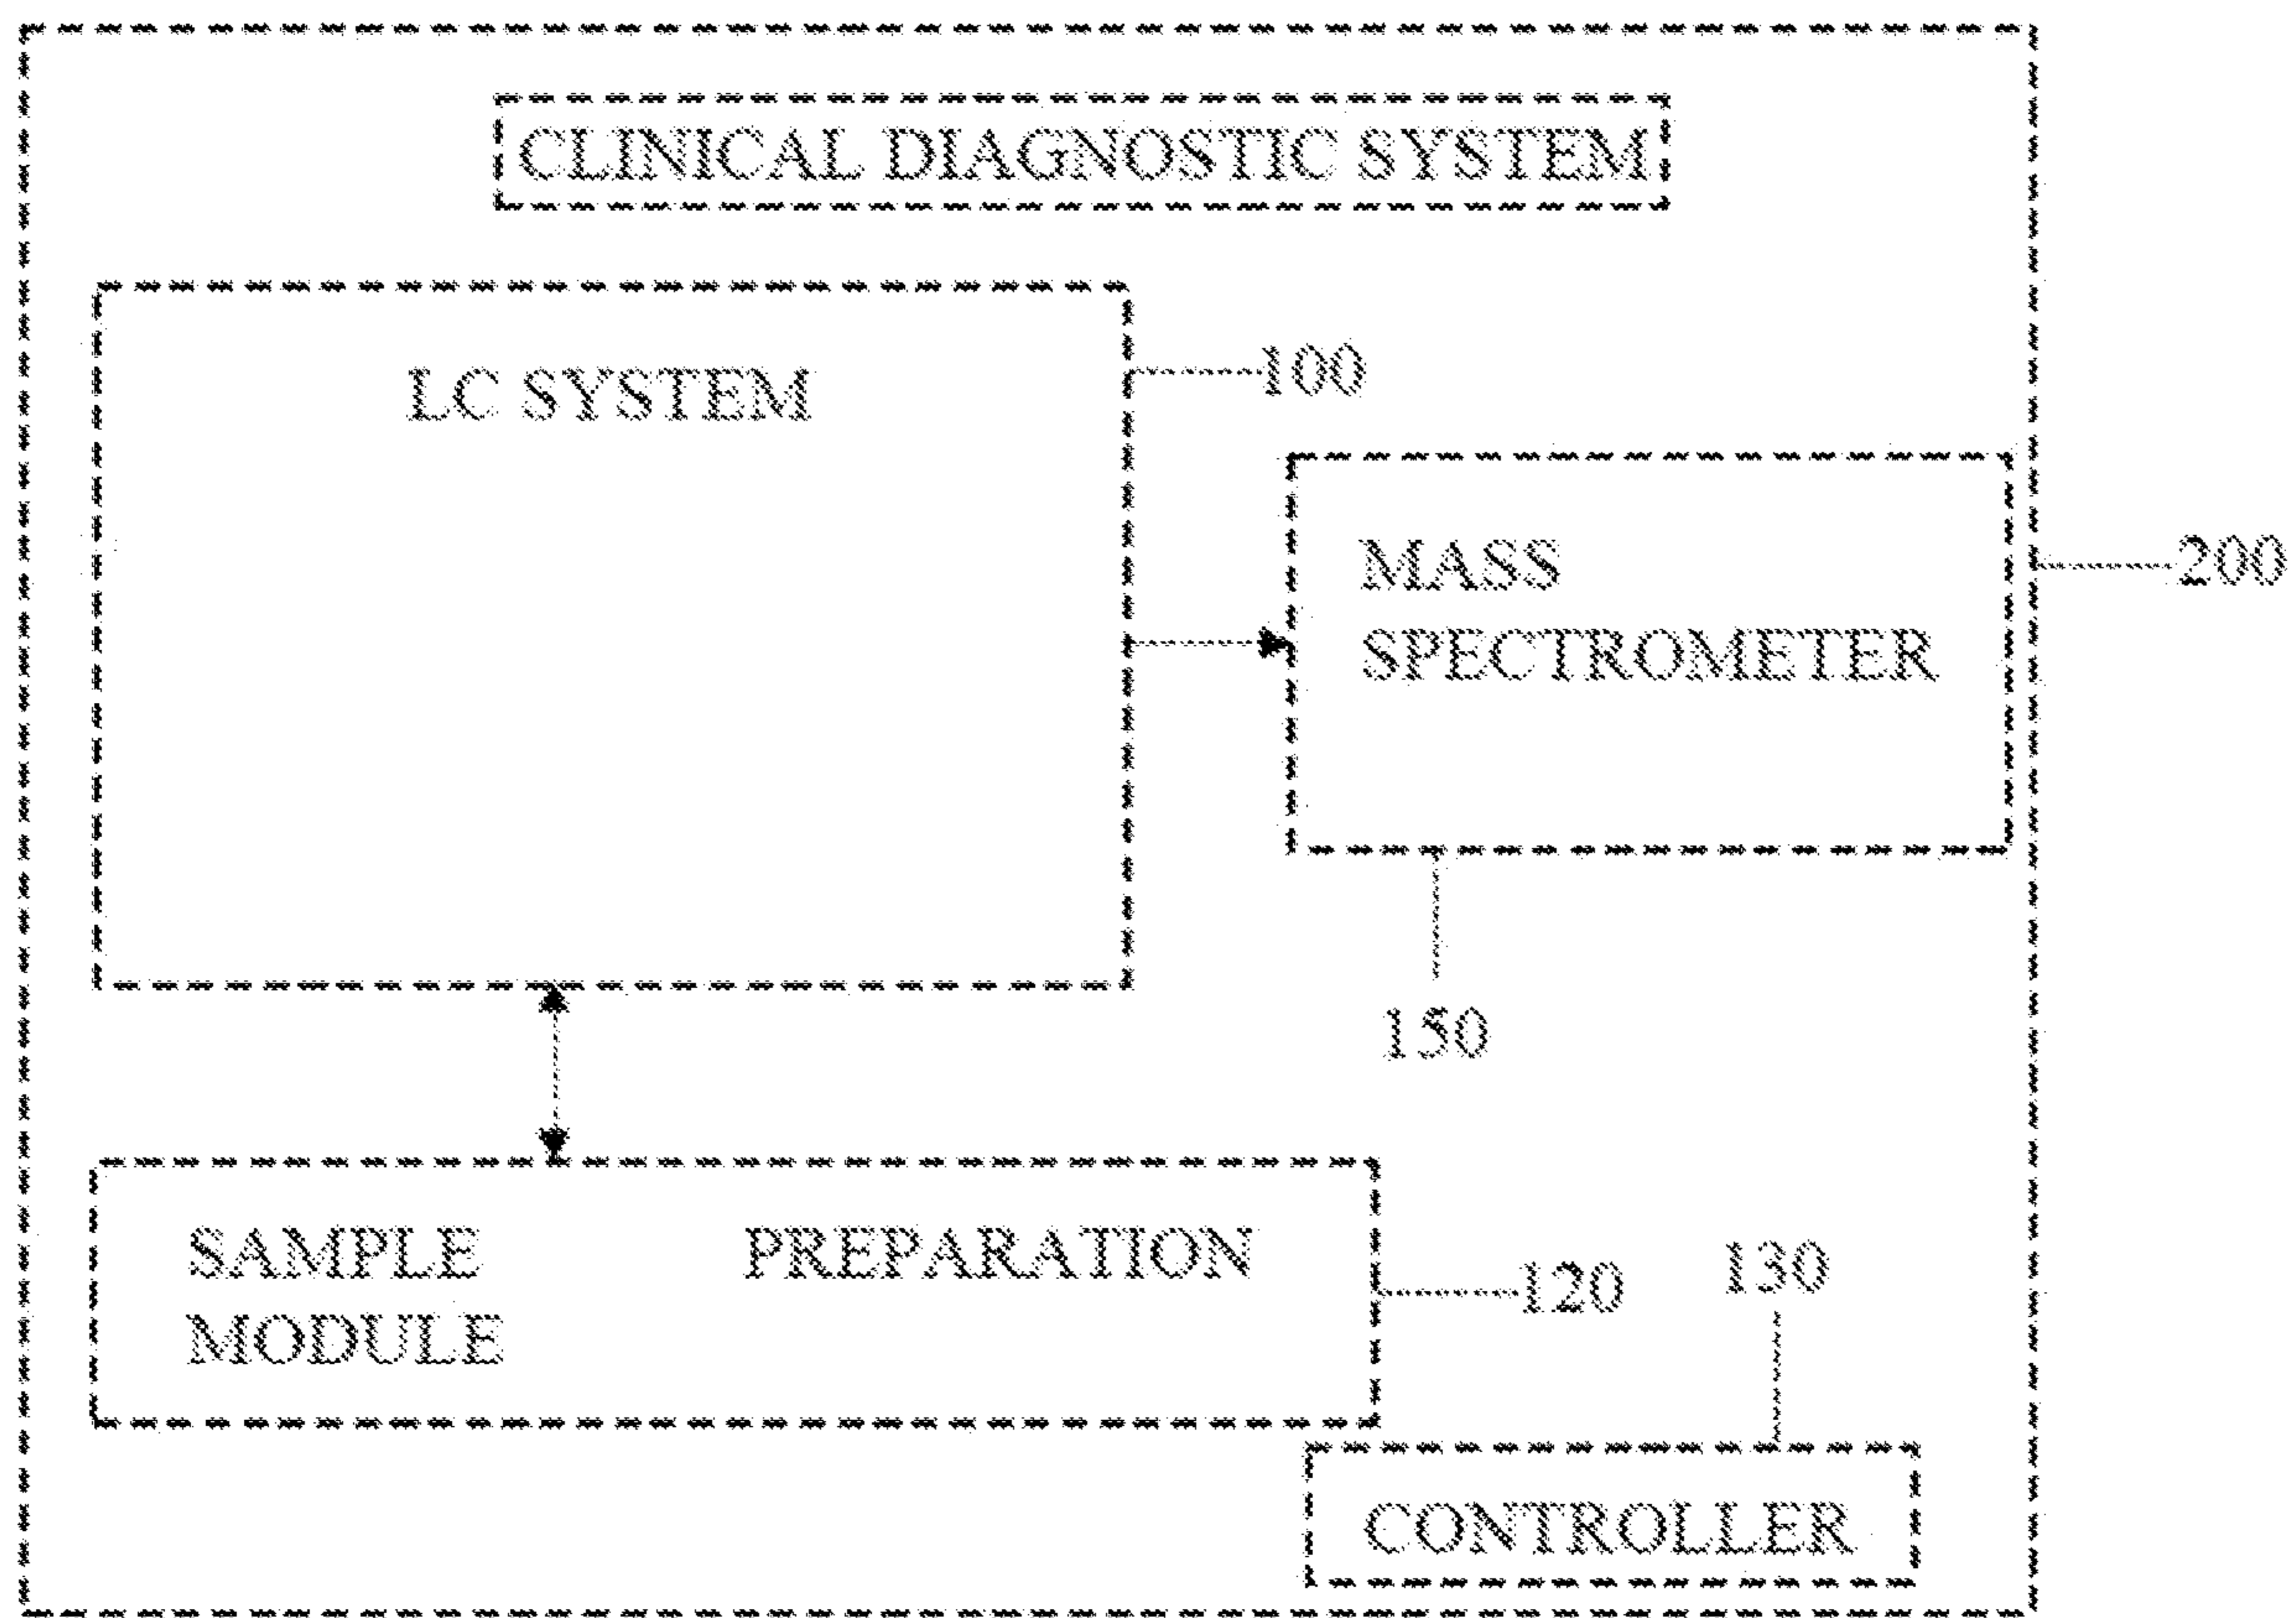 CLINICAL DIAGNOSTIC SYSTEM
LC SYSTEM
100
MASS
SPECTROMETER
200
150
SAMPLE PREPARATION
MODULE
120
130
CONTROLLER